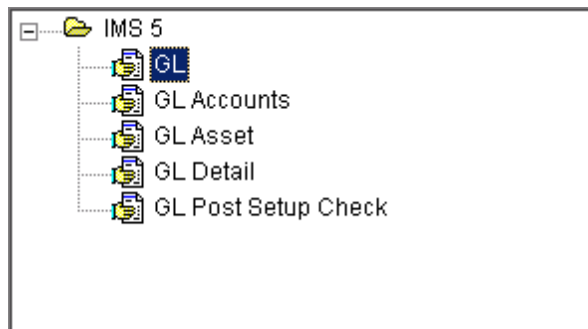 IMS 5
GL
GL Accounts
GL Asset
GL Detail
GL Post Setup Check